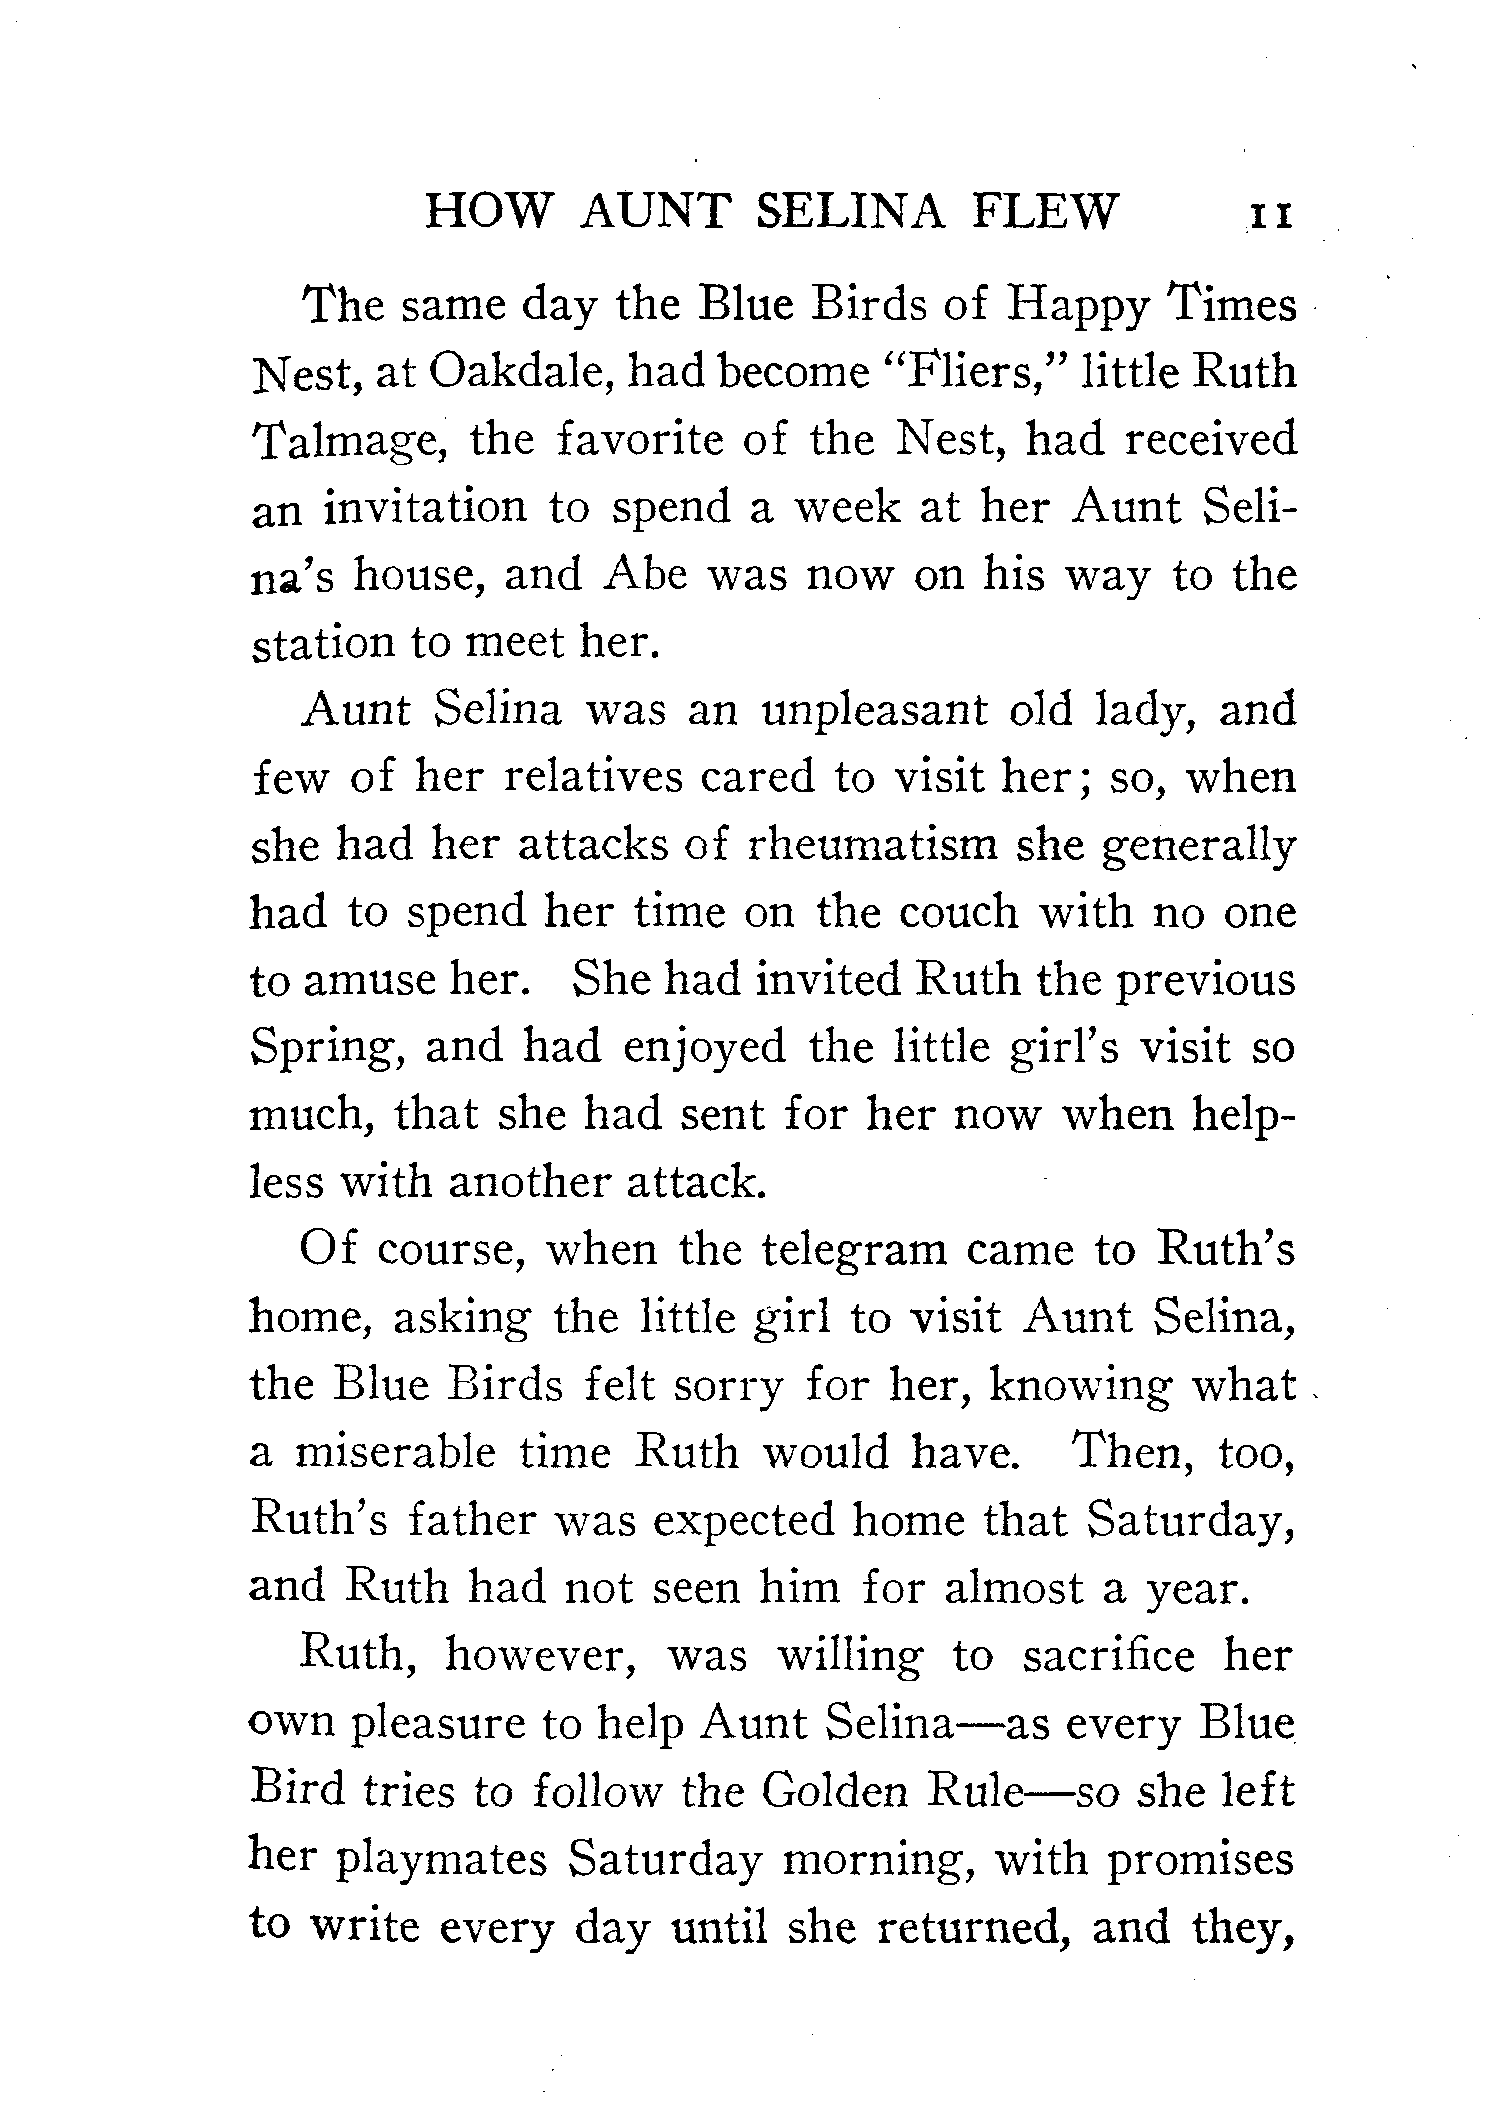 HOW AUNT SELINA FLEW 11
The same day the Blue Birds of Happy Times
Nest, at Oakdale, had become “Fliers,” little Ruth
Talmage, the favorite of the Nest, had received
an invitation to spend a week at her Aunt Seli-
na’s house, and Abe was now on his way to the
station to meet her.
Aunt Selina was an unpleasant old lady, and
few of her relatives cared to visit her; so, when
she had her attacks of rheumatism she generally
had to spend her time on the couch with no one
to amuse her. She had invited Ruth the previous
Spring, and had enjoyed the little girl’s visit so
much, that she had sent for her now when help-
less with another attack.
Of course, when the telegram came to Ruth’s
home, asking the little girl to visit Aunt Selina,
the Blue Birds felt sorry for her, knowing what
a miserable time Ruth would have. Then, too,
Ruth’s father was expected home that Saturday,
and Ruth had not seen him for almost a year.
Ruth, however, was willing to sacrifice her
own pleasure to help Aunt Selina—as every Blue
Bird tries to follow the Golden Rule—so she left
her playmates Saturday morning, with promises
to write every day until she returned, and they,